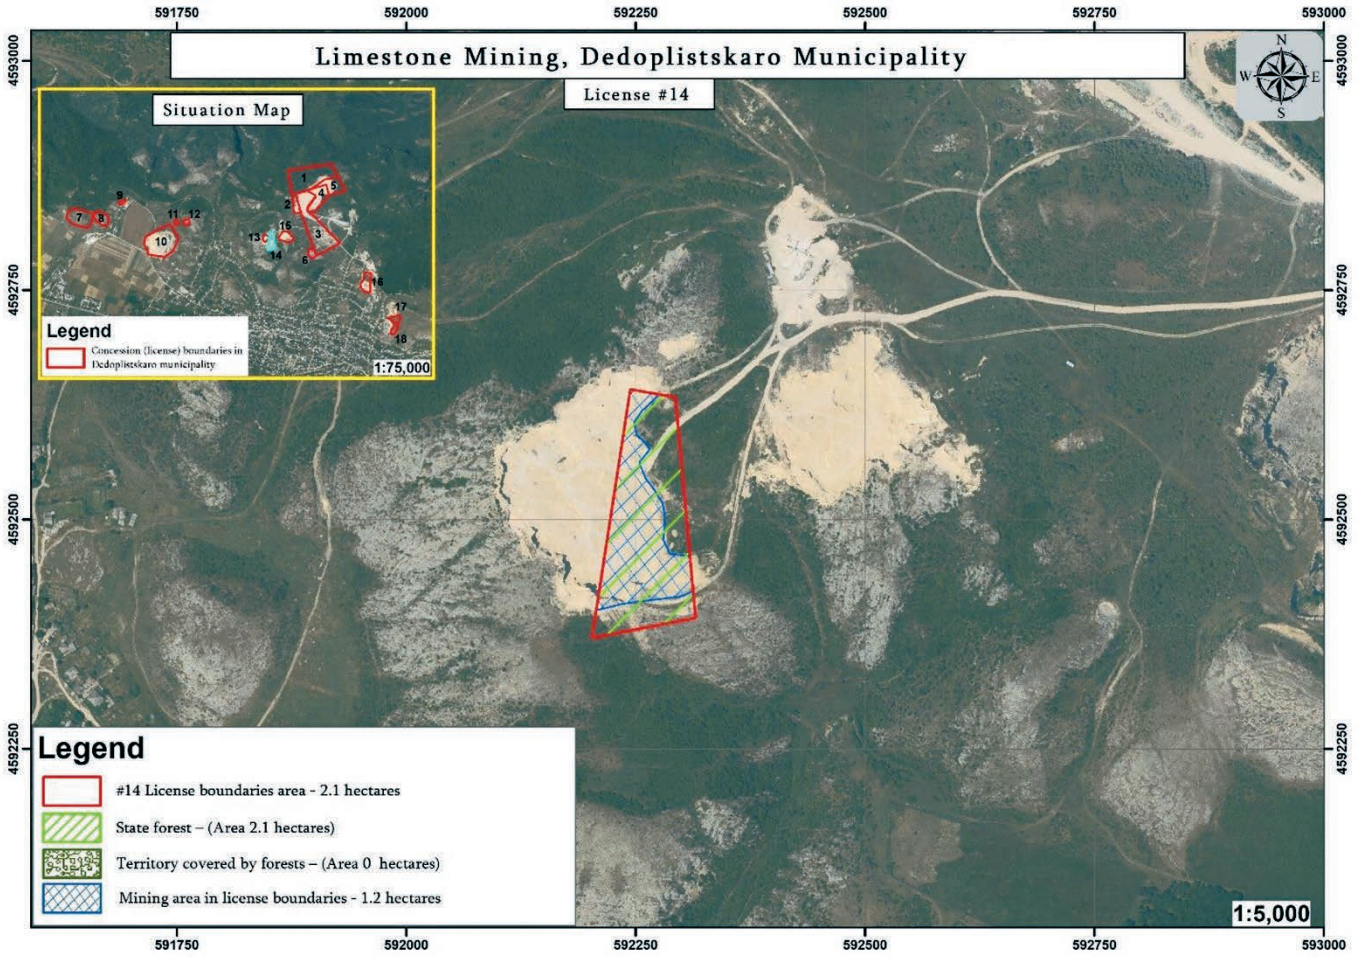 591750 592000 592250 592500 592750 593000
4593000
4592750
4592500
4592250
Limestone Mining, Dedoplistskaro Municipality
License #14
N
W E
S
Situation Map
1
5
4
2
3
6
9
7
8
11
12
10
13
15
14
16
17
18
Legend
Concession (license) boundaries in
Dedoplistskaro municipality
1:75,000
4593000
4592750
4592500
4592250
Legend
#14 License boundaries area - 2.1 hectares
State forest – (Area 2.1 hectares)
Territory covered by forests – (Area 0 hectares)
Mining area in license boundaries - 1.2 hectares
1:5,000
591750 592000 592250 592500 592750 593000